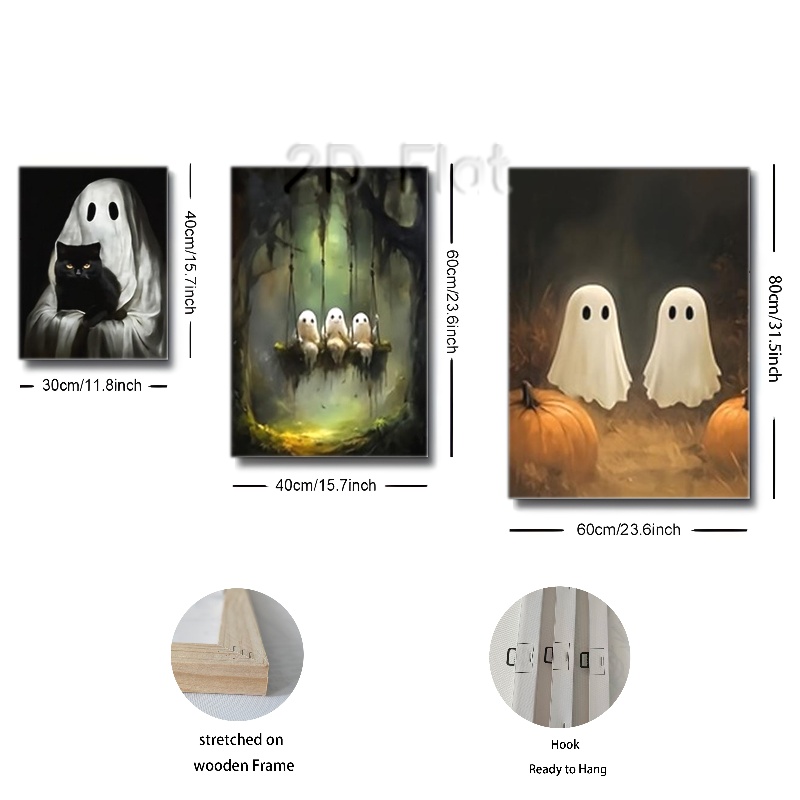 2D Flat
40cm/15.7inch
30cm/11.8inch
60cm/23.6inch
40cm/15.7inch
80cm/31.5inch
60cm/23.6inch
stretched on
wooden Frame
Hook
Ready to Hang